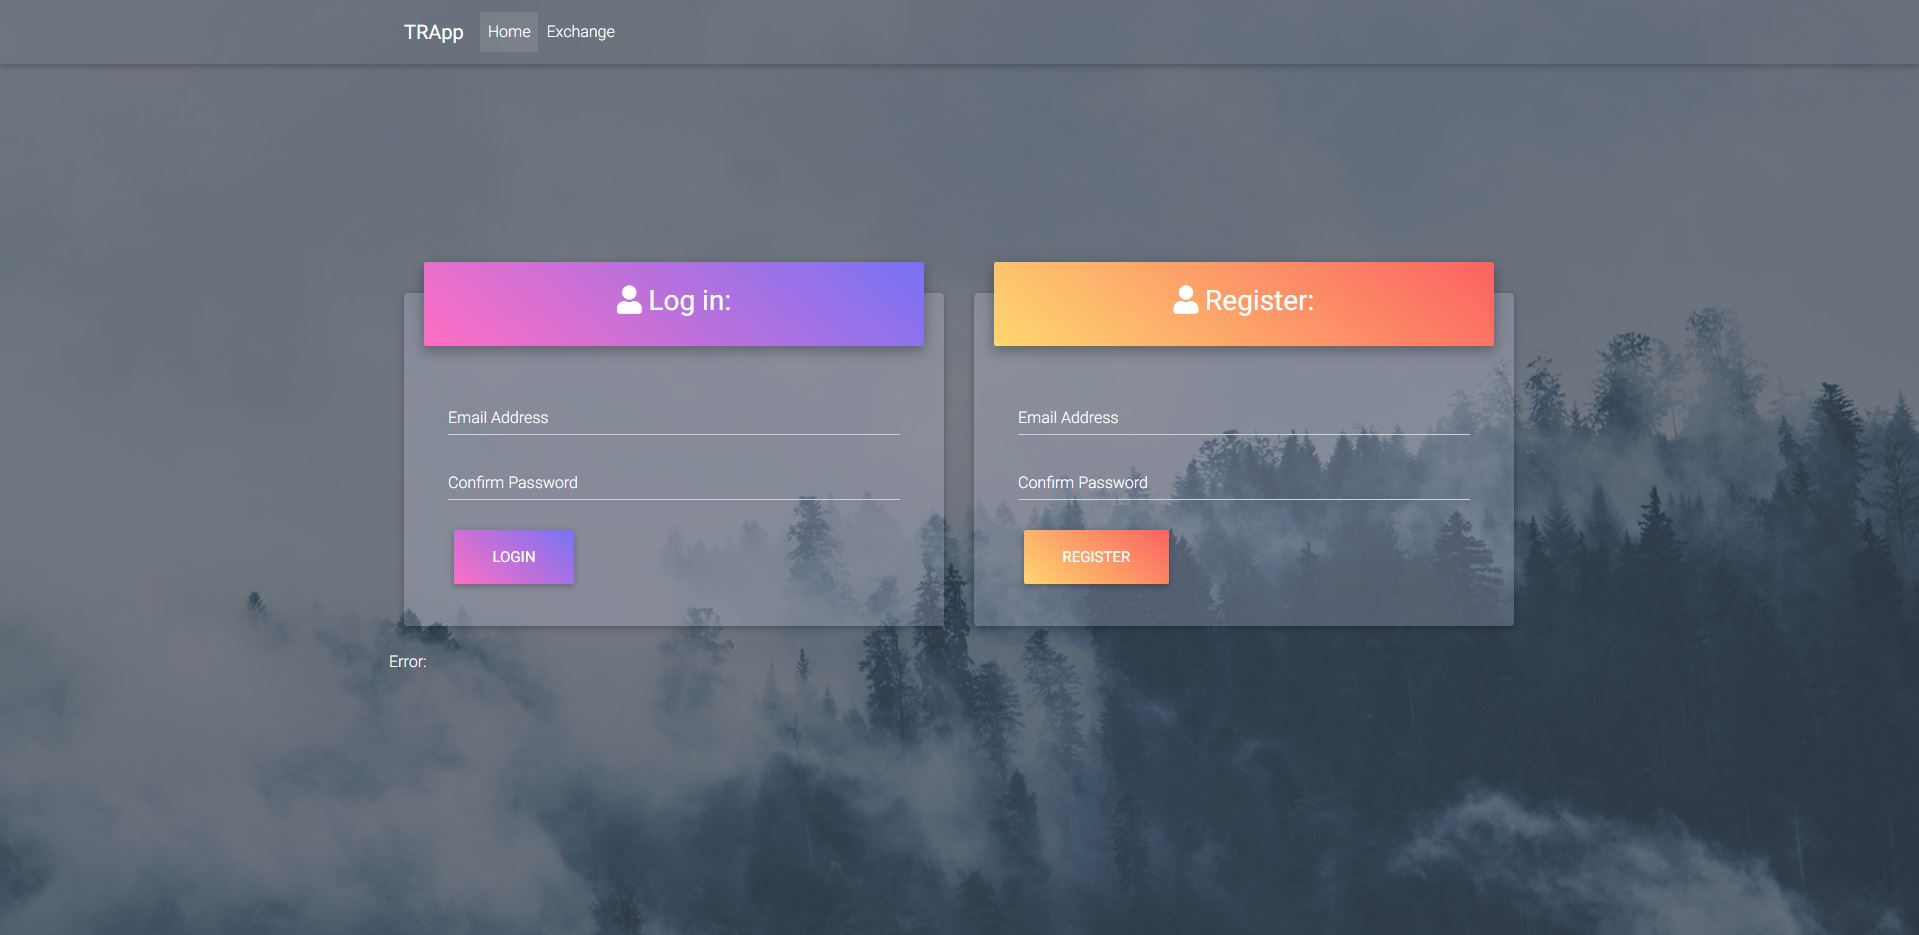 TRApp Home Exchange
Log in:
Email Address
Confirm Password
LOGIN
Register:
Email Address
Confirm Password
REGISTER
Error: